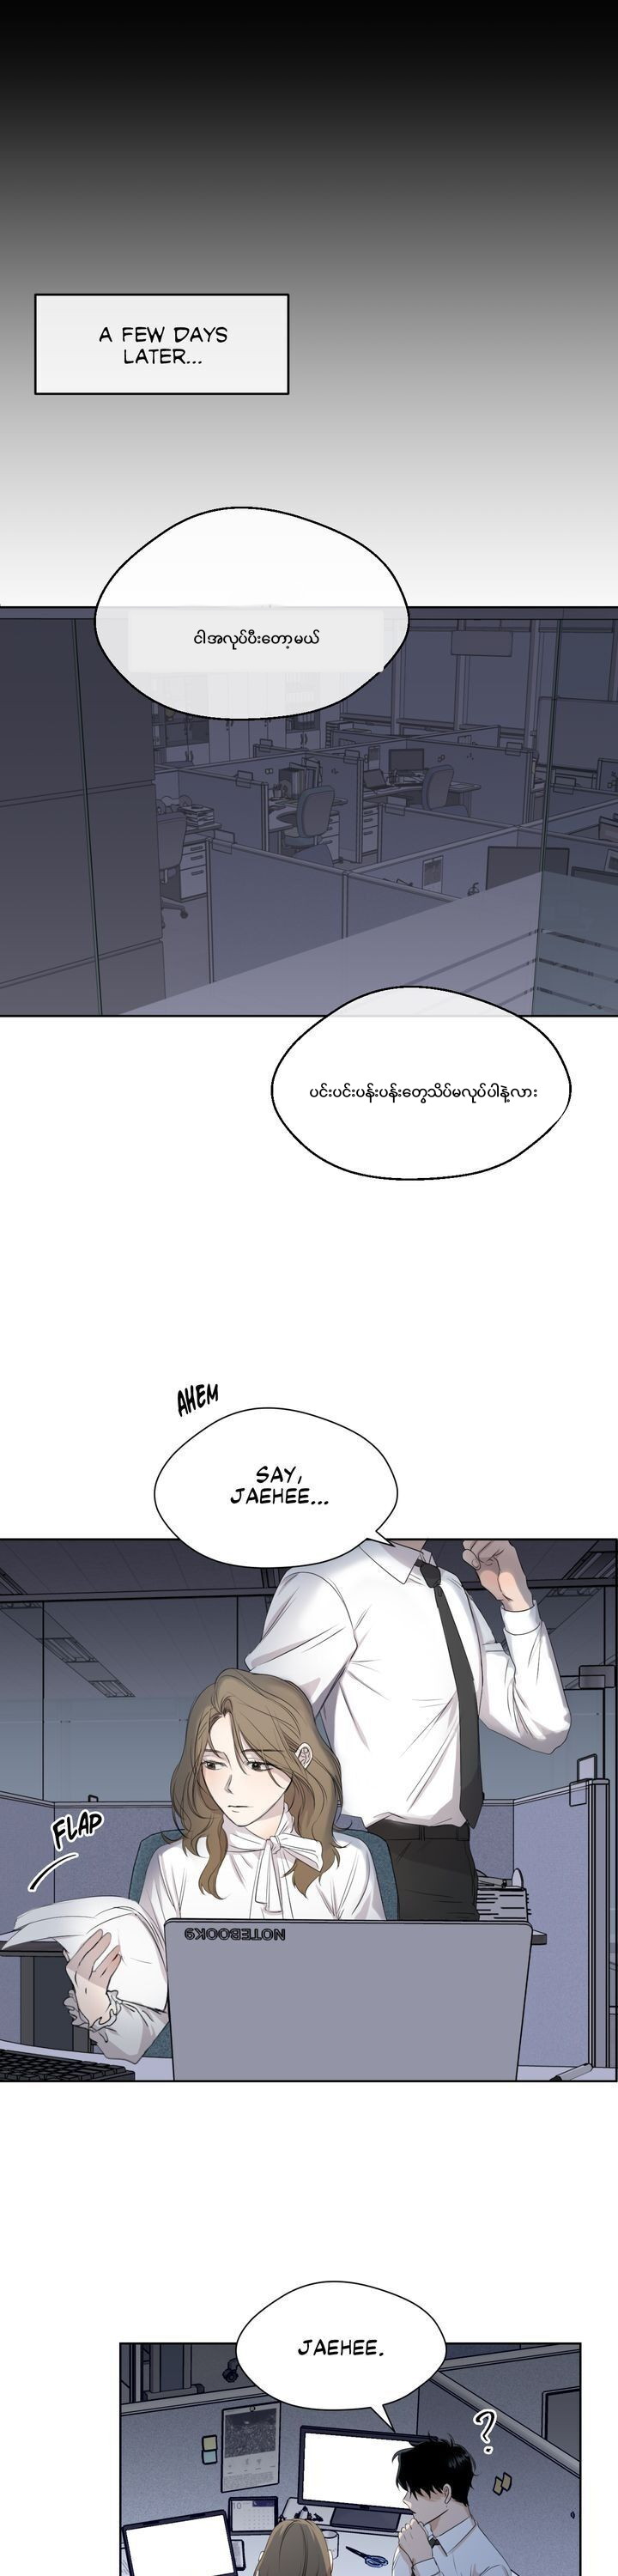 A FEW DAYS
LATER...
ငါအလုပ်ပီးတော့မယ်
ပင်းပင်းပန်းပန်းတွေသိပ်မလုပ်ပါနဲ့လား
AHEM
SAY,
JAEHEE...
FLAP
NOTEBOOK9
JAEHEE.
?